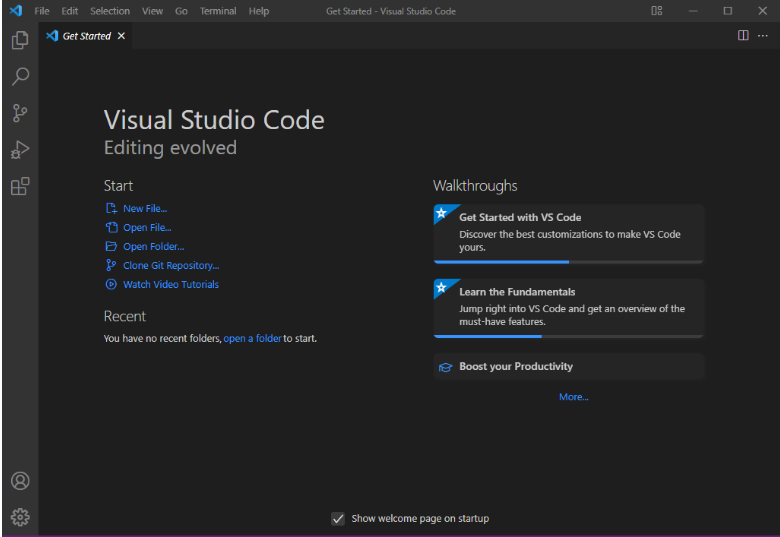 File Edit Selection View Go Terminal Help
Get Started - Visual Studio Code
Get Started
Visual Studio Code
Editing evolved
Start
New File...
Open File...
Open Folder...
Clone Git Repository...
Watch Video Tutorials
Recent
You have no recent folders, open a folder to start.
Walkthroughs
Get Started with VS Code
Discover the best customizations to make VS Code
yours.
Learn the Fundamentals
Jump right into VS Code and get an overview of the
must-have features.
Boost your Productivity
More...
Show welcome page on startup